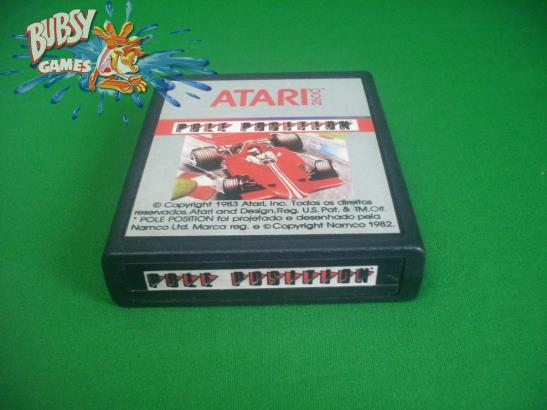 BUBSY
GAMES
ATARI 2600
POLE POSITION
© Copyright 1983 Atari, Inc. Todos os direitos
reservados. Atari and Design, Reg. U.S. Pat. & TM. Off.
* POLE POSITION foi projetado e desenhado pela
Namco Ltd. Marca reg. e © Copyright Namco 1982.
POLE POSITION